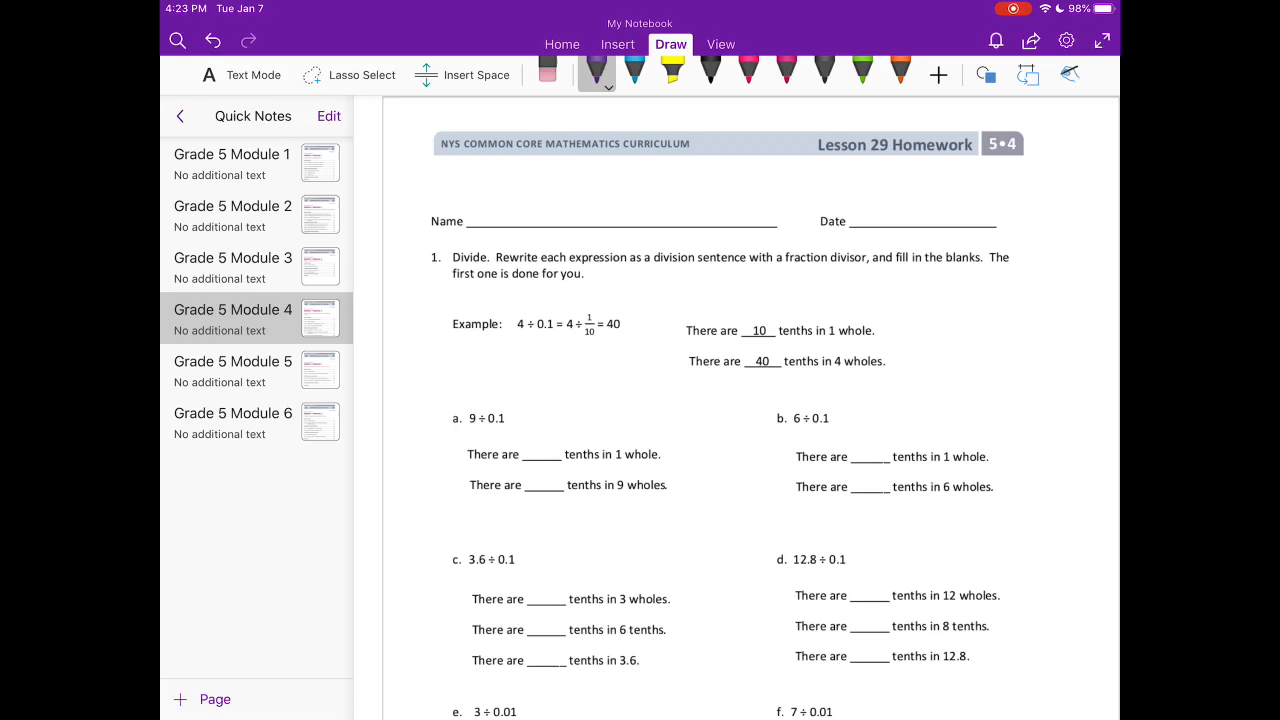 4:23 PM Tue Jan 7
98%
My Notebook
Home Insert Draw View
A Text Mode Lasso Select Insert Space
Quick Notes Edit
Grade 5 Module 1
No additional text
Grade 5 Module 2
No additional text
Grade 5 Module 3
No additional text
Grade 5 Module 4
No additional text
Grade 5 Module 5
No additional text
Grade 5 Module 6
No additional text
+ Page
NYS COMMON CORE MATHEMATICS CURRICULUM Lesson 29 Homework 5•4
Name ____________________ Date ____________________
1. Divide. Rewrite each expression as a division sentence with a fraction divisor, and fill in the blanks. The
first one is done for you.
Example: 4 ÷ 0.1 = 4 ÷ 1/10 = 40
There are __10__ tenths in 1 whole.
There are __40__ tenths in 4 wholes.
a. 9 ÷ 0.1
There are ______ tenths in 1 whole.
There are ______ tenths in 9 wholes.
b. 6 ÷ 0.1
There are ______ tenths in 1 whole.
There are ______ tenths in 6 wholes.
c. 3.6 ÷ 0.1
There are ______ tenths in 3 wholes.
There are ______ tenths in 6 tenths.
There are ______ tenths in 3.6.
d. 12.8 ÷ 0.1
There are ______ tenths in 12 wholes.
There are ______ tenths in 8 tenths.
There are ______ tenths in 12.8.
e. 3 ÷ 0.01
f. 7 ÷ 0.01